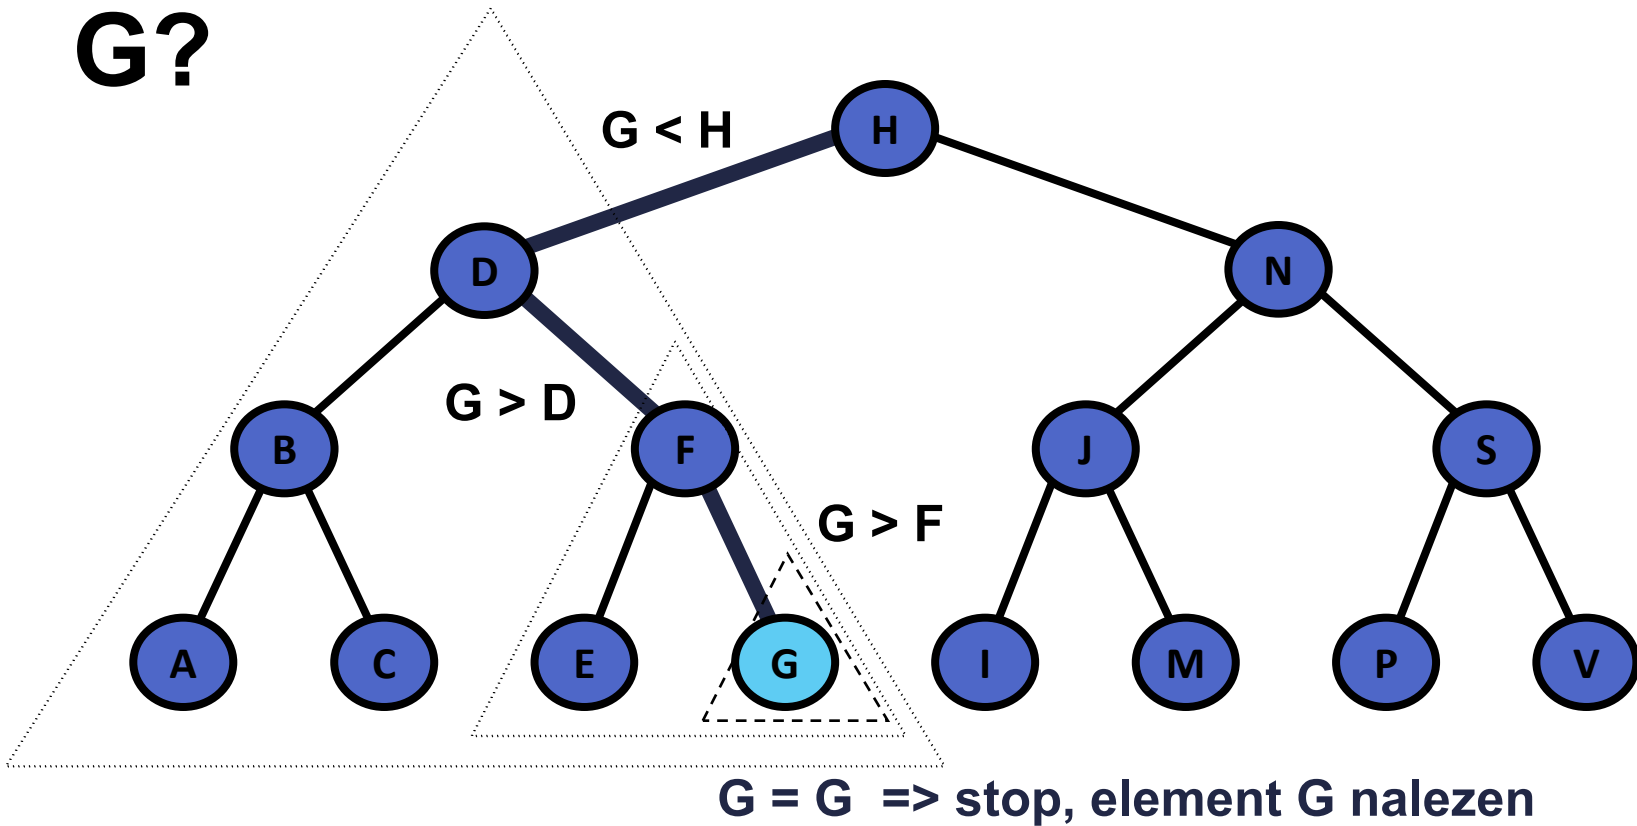 G?
G < H
H
D
N
G > D
B
F
J
S
G > F
A
C
E
G
I
M
P
V
G = G => stop, element G nalezen